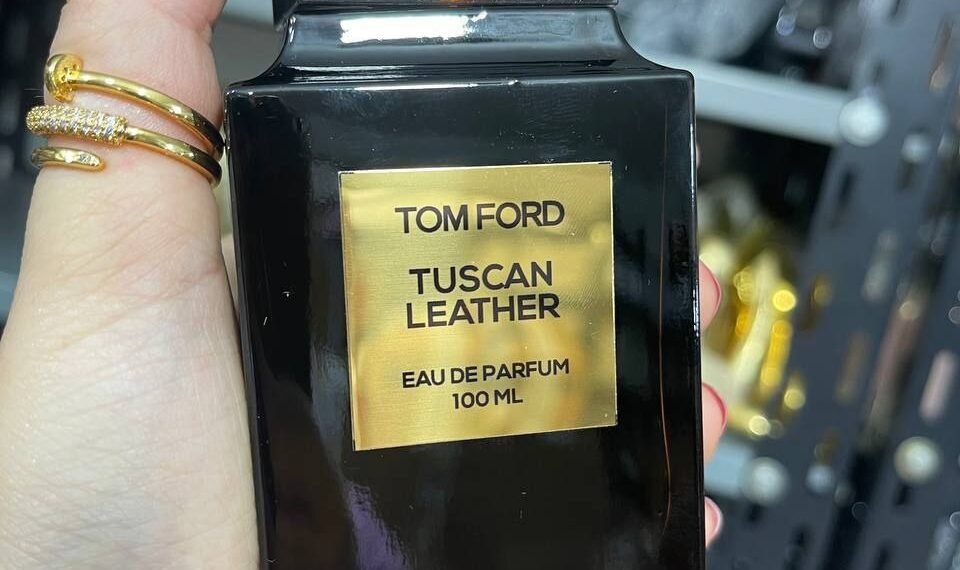 TOM FORD
TUSCAN
LEATHER
EAU DE PARFUM
100 ML